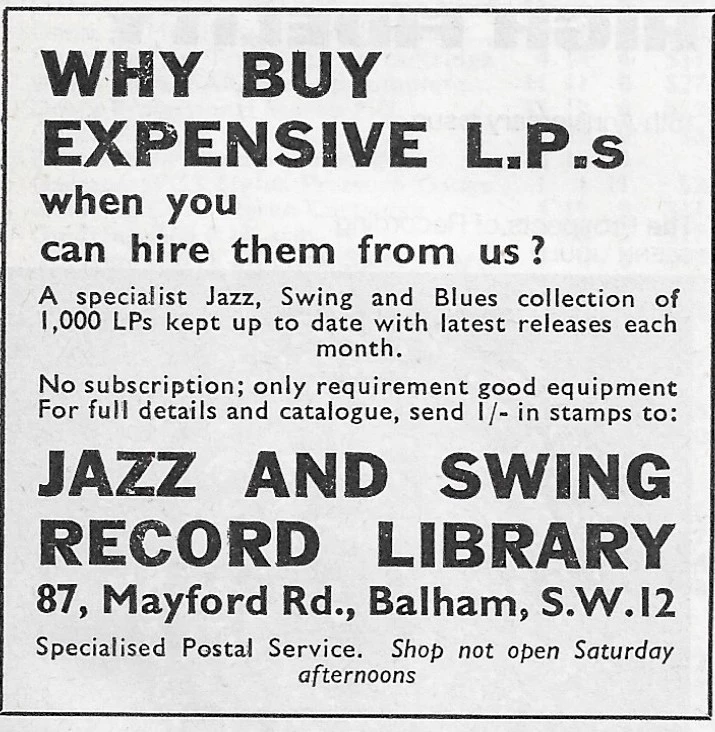 WHY BUY
EXPENSIVE L.P.s
when you
can hire them from us?
A specialist Jazz, Swing and Blues collection of
1,000 LPs kept up to date with latest releases each
month.
No subscription; only requirement good equipment
For full details and catalogue, send 1/- in stamps to:
JAZZ AND SWING
RECORD LIBRARY
87, Mayford Rd., Balham, S.W.12
Specialised Postal Service. Shop not open Saturday
afternoons